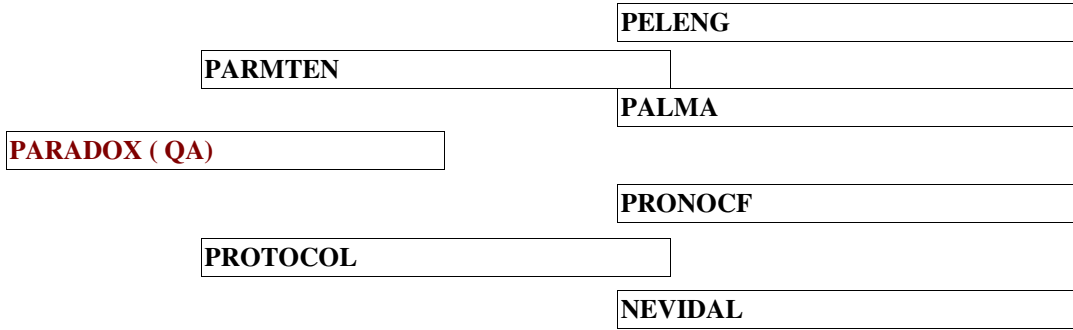 PELENG
PARMTEN
PALMA
PARADOX ( QA)
PRONOCF
PROTOCOL
NEVIDAL